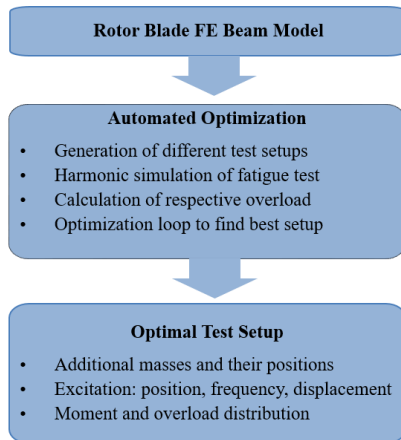 Rotor Blade FE Beam Model
Automated Optimization
• Generation of different test setups
• Harmonic simulation of fatigue test
• Calculation of respective overload
• Optimization loop to find best setup
Optimal Test Setup
• Additional masses and their positions
• Excitation: position, frequency, displacement
• Moment and overload distribution